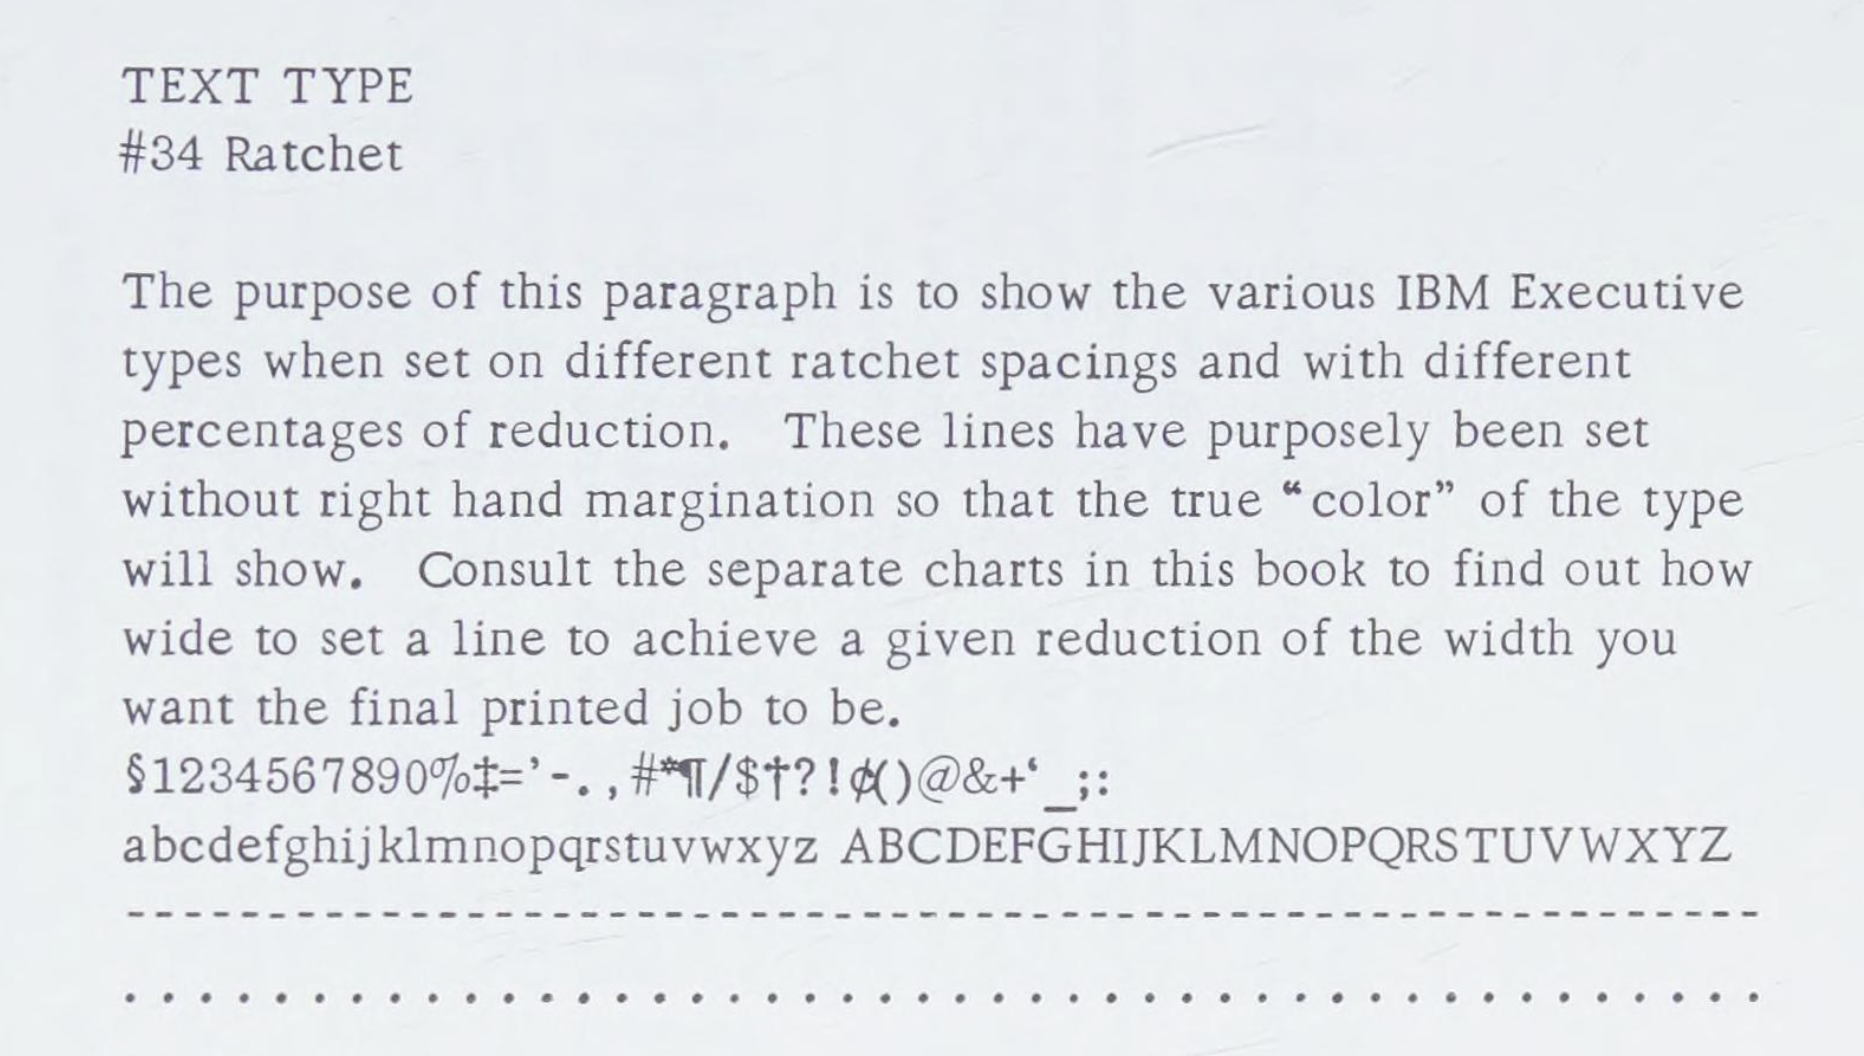 TEXT TYPE
#34 Ratchet
The purpose of this paragraph is to show the various IBM Executive
types when set on different ratchet spacings and with different
percentages of reduction.  These lines have purposely been set
without right hand margination so that the true “color” of the type
will show.  Consult the separate charts in this book to find out how
wide to set a line to achieve a given reduction of the width you
want the final printed job to be.
§1234567890%‡=’-.,#*¶/$†?!¢()@&+‘_;:
abcdefghijklmnopqrstuvwxyz ABCDEFGHIJKLMNOPQRSTUVWXYZ
----------------------------------------------------------
............................................